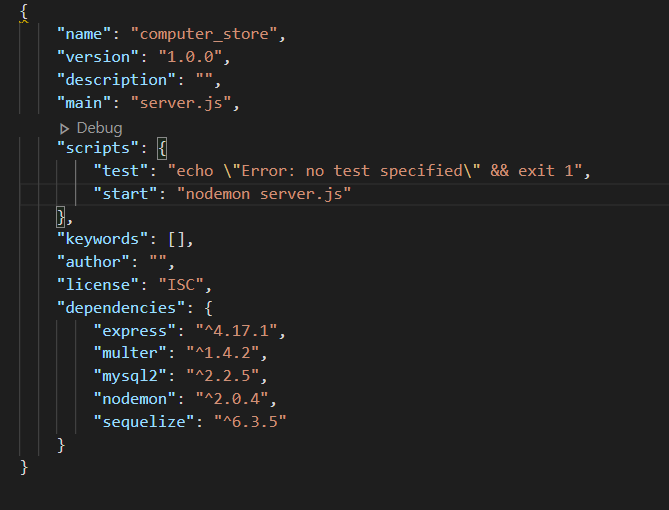 {
"name": "computer_store",
"version": "1.0.0",
"description": "",
"main": "server.js",
Debug
"scripts": {
"test": "echo \"Error: no test specified\" && exit 1",
"start": "nodemon server.js"
},
"keywords": [],
"author": "",
"license": "ISC",
"dependencies": {
"express": "^4.17.1",
"multer": "^1.4.2",
"mysql2": "^2.2.5",
"nodemon": "^2.0.4",
"sequelize": "^6.3.5"
}
}